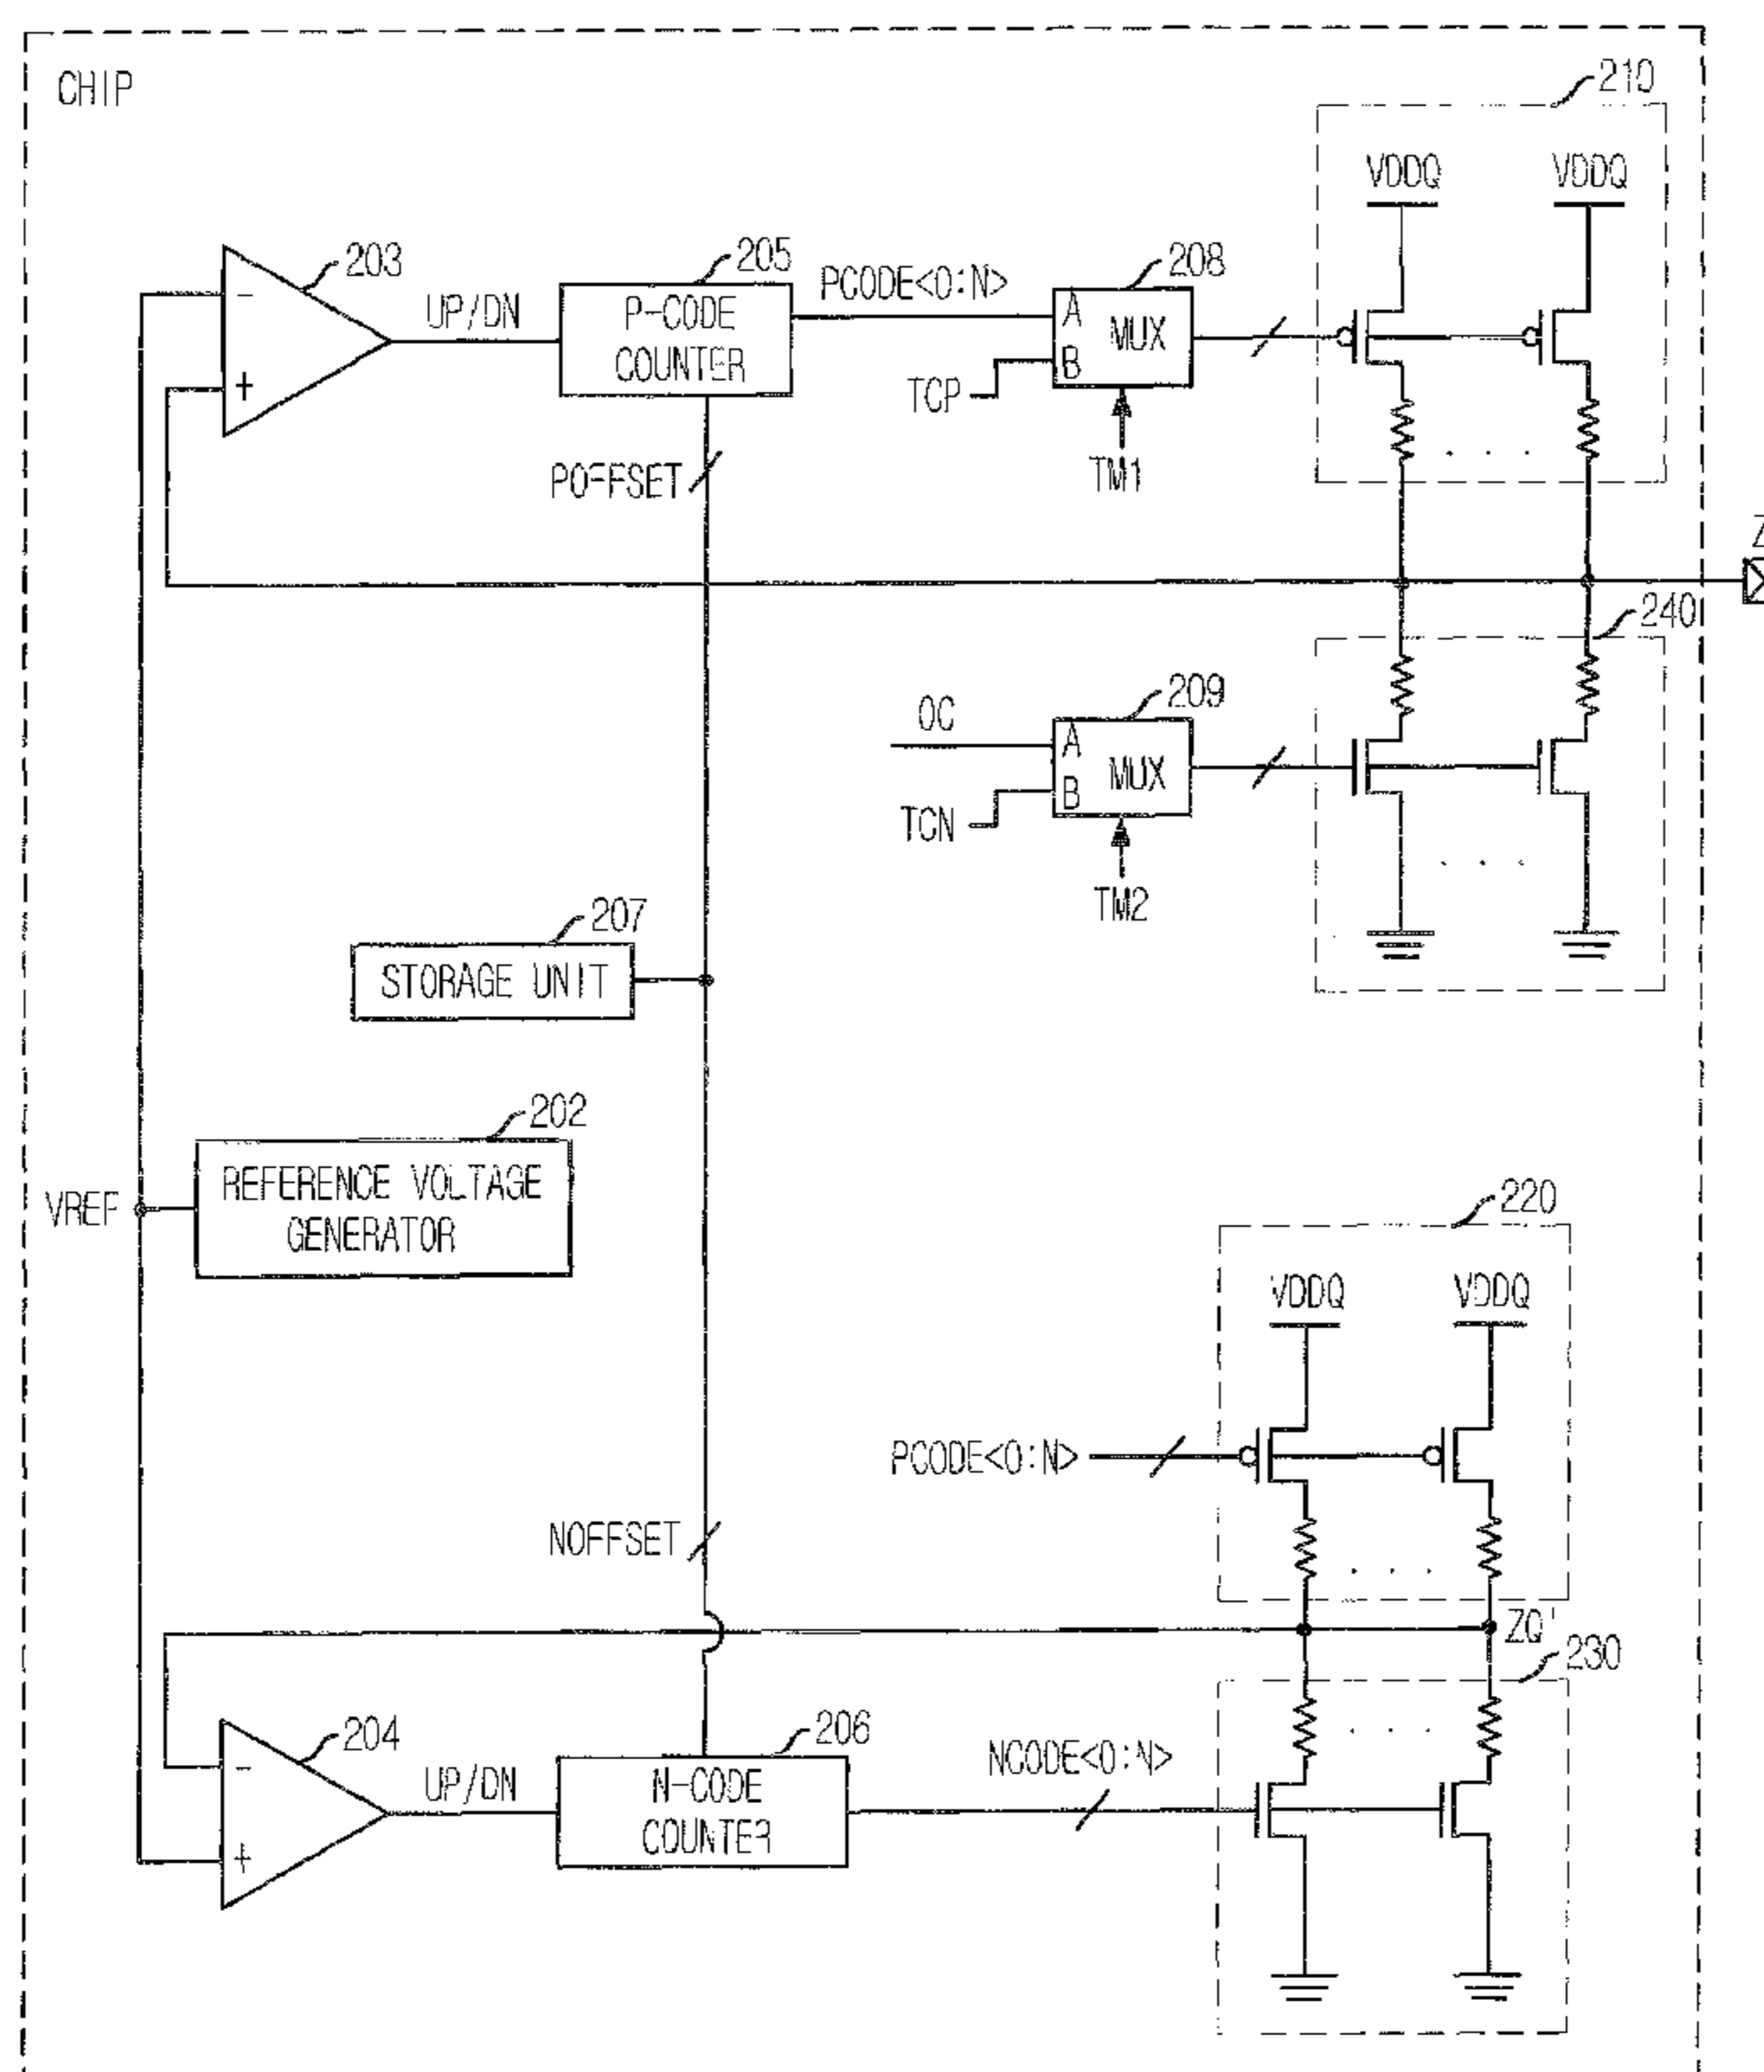 CHIP
210
VDDQ VDDQ
203
205
208
UP/DN
P-CODE
COUNTER
PCODE<0:N>
A
B
MUX
TCP
TM1
-
+
POFFSET
240
209
OC
A
B
MUX
TCN
TM2
207
STORAGE UNIT
202
REFERENCE VOLTAGE
GENERATOR
VREF
220
VDDQ VDDQ
PCODE<0:N>
NOFFSET
ZQ'
230
204
206
-
+
UP/DN
N-CODE
COUNTER
NCODE<0:N>